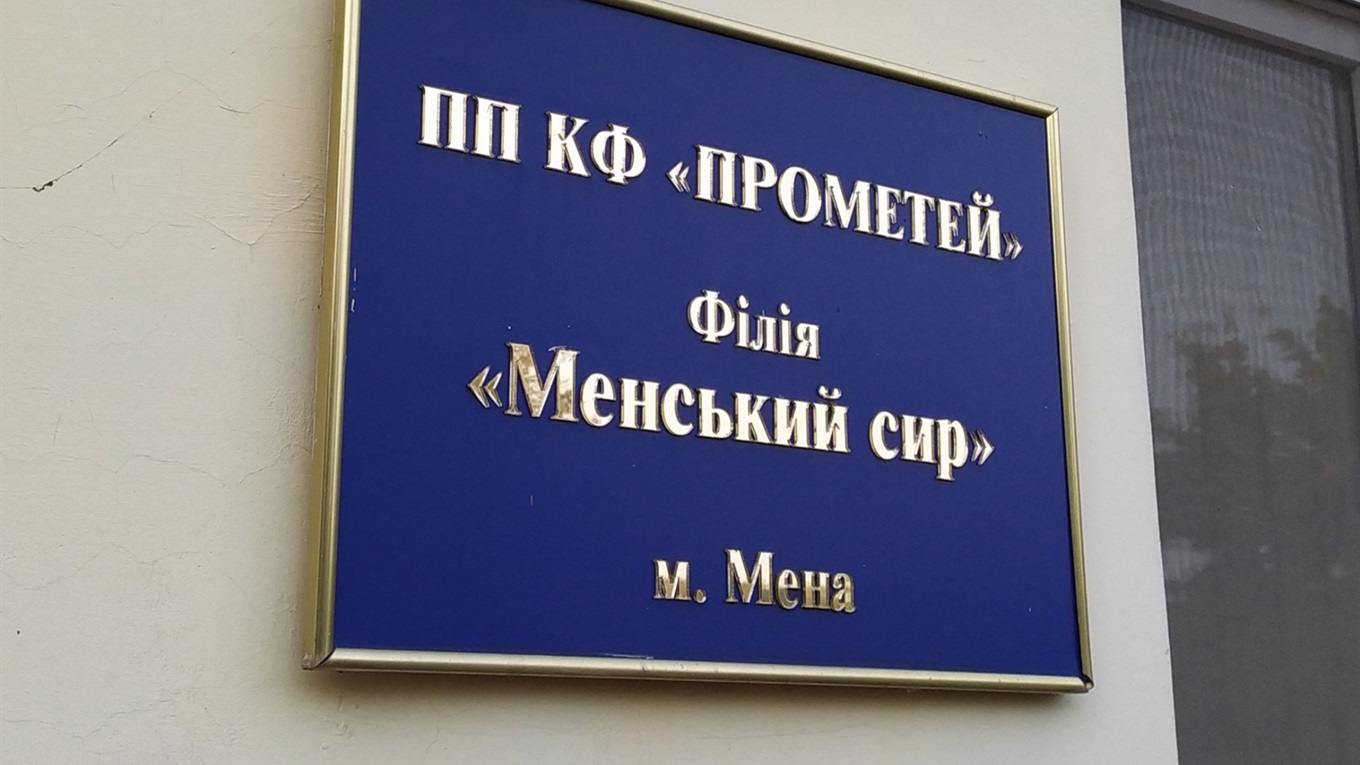 ПП КФ «ПРОМЕТЕЙ»
Філія
«Менський сир»
м. Мена